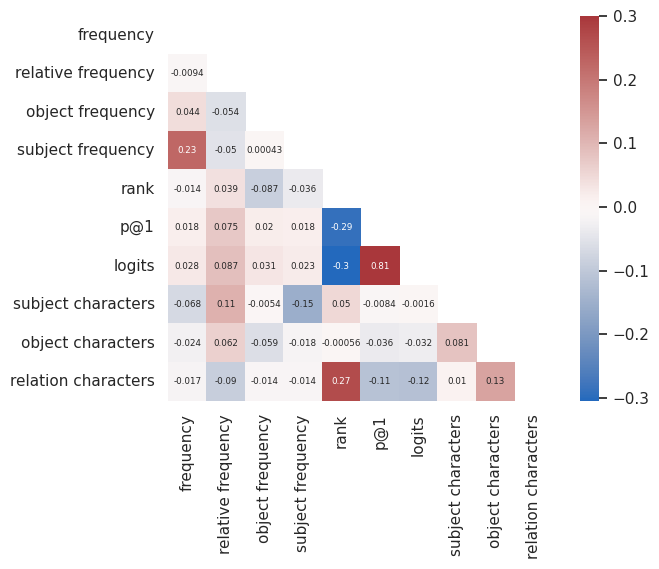 frequency
relative frequency -0.0094
object frequency 0.044 -0.054
subject frequency 0.23 -0.05 0.00043
rank -0.014 0.039 -0.087 -0.036
p@1 0.018 0.075 0.02 0.018 -0.29
logits 0.028 0.087 0.031 0.023 -0.3 0.81
subject characters -0.068 0.11 -0.0054 -0.15 0.05 -0.0084 -0.0016
object characters -0.024 0.062 -0.059 -0.018 -0.00056 -0.036 -0.032 0.081
relation characters -0.017 -0.09 -0.014 -0.014 0.27 -0.11 -0.12 0.01 0.13
frequency
relative frequency
object frequency
subject frequency
rank
p@1
logits
subject characters
object characters
relation characters
0.3
0.2
0.1
0.0
−0.1
−0.2
−0.3